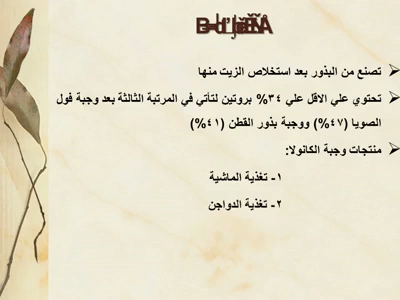 تصنع من البذور بعد استخلاص الزيت منها
تحتوي علي الاقل علي ٣٤% بروتين لتأتي في المرتبة الثالثة بعد وجبة فول
الصويا (٤٧%) ووجبة بذور القطن (٤١%)
منتجات وجبة الكانولا:
١- تغذية الماشية
٢- تغذية الدواجن